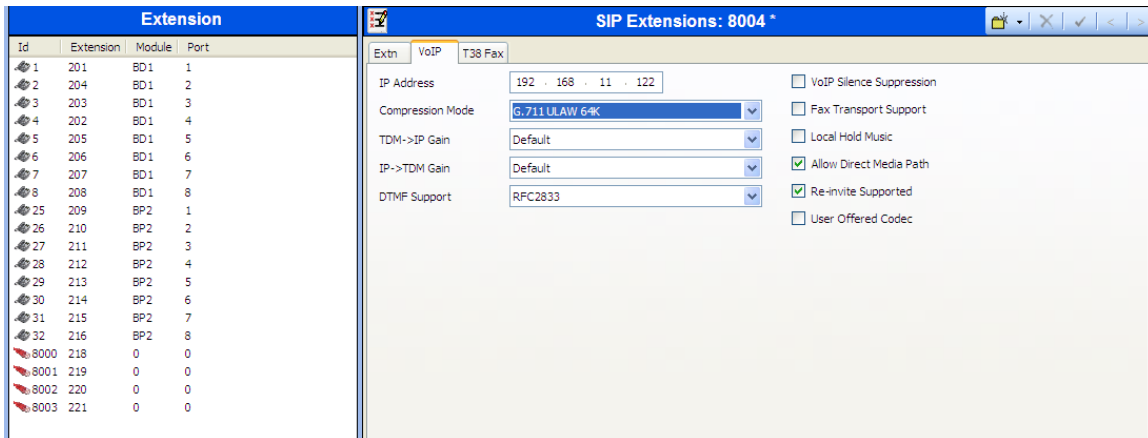 Extension
Id Extension Module Port
1 201 BD1 1
2 204 BD1 2
3 203 BD1 3
4 202 BD1 4
5 205 BD1 5
6 206 BD1 6
7 207 BD1 7
8 208 BD1 8
25 209 BP2 1
26 210 BP2 2
27 211 BP2 3
28 212 BP2 4
29 213 BP2 5
30 214 BP2 6
31 215 BP2 7
32 216 BP2 8
8000 218 0 0
8001 219 0 0
8002 220 0 0
8003 221 0 0
SIP Extensions: 8004 *
Extn VoIP T38 Fax
IP Address 192 . 168 . 11 . 122
Compression Mode G.711 ULAW 64K
TDM->IP Gain Default
IP->TDM Gain Default
DTMF Support RFC2833
VoIP Silence Suppression
Fax Transport Support
Local Hold Music
Allow Direct Media Path
Re-invite Supported
User Offered Codec